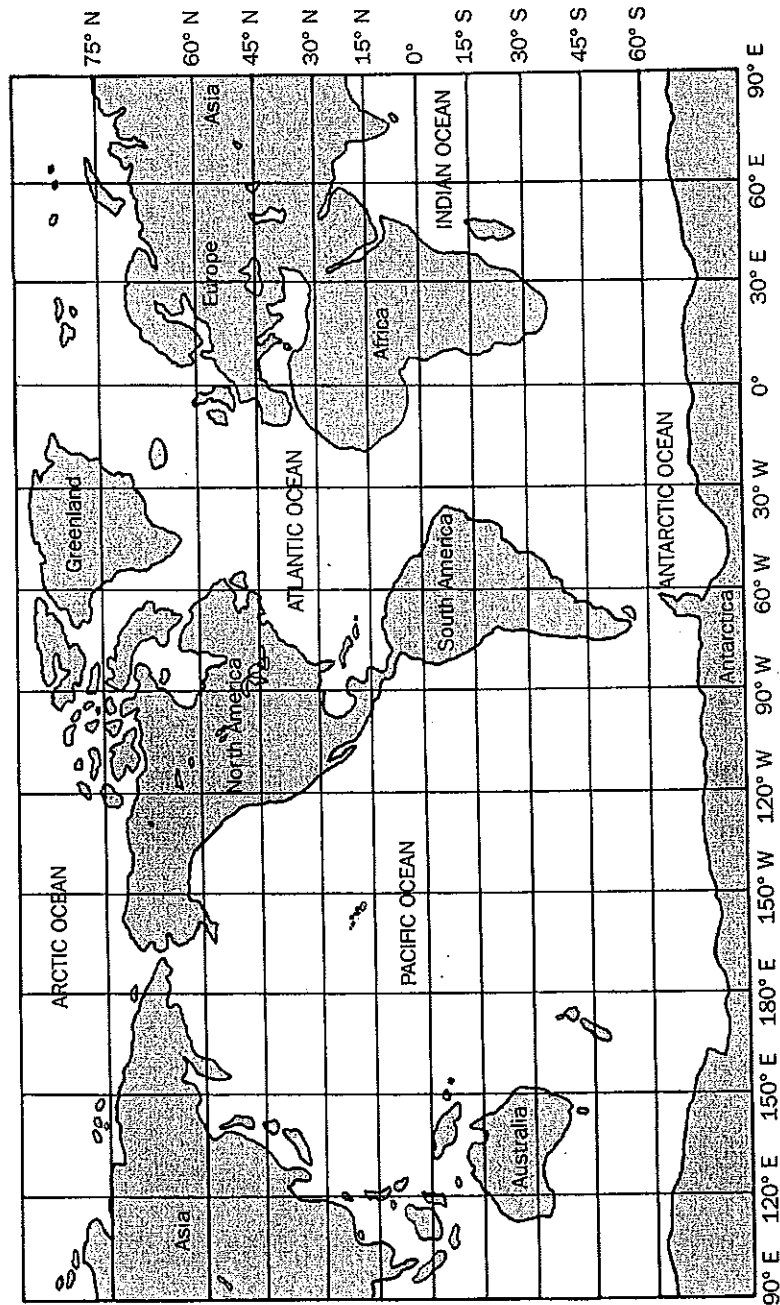 ARCTIC OCEAN
Greenland
Asia
North America
Europe
Asia
ATLANTIC OCEAN
PACIFIC OCEAN
Africa
INDIAN OCEAN
South America
Australia
ANTARCTIC OCEAN
Antarctica
75° N
60° N
45° N
30° N
15° N
0°
15° S
30° S
45° S
60° S
90° E 120° E 150° E 180° E 150° W 120° W 90° W 60° W 30° W 0° 30° E 60° E 90° E